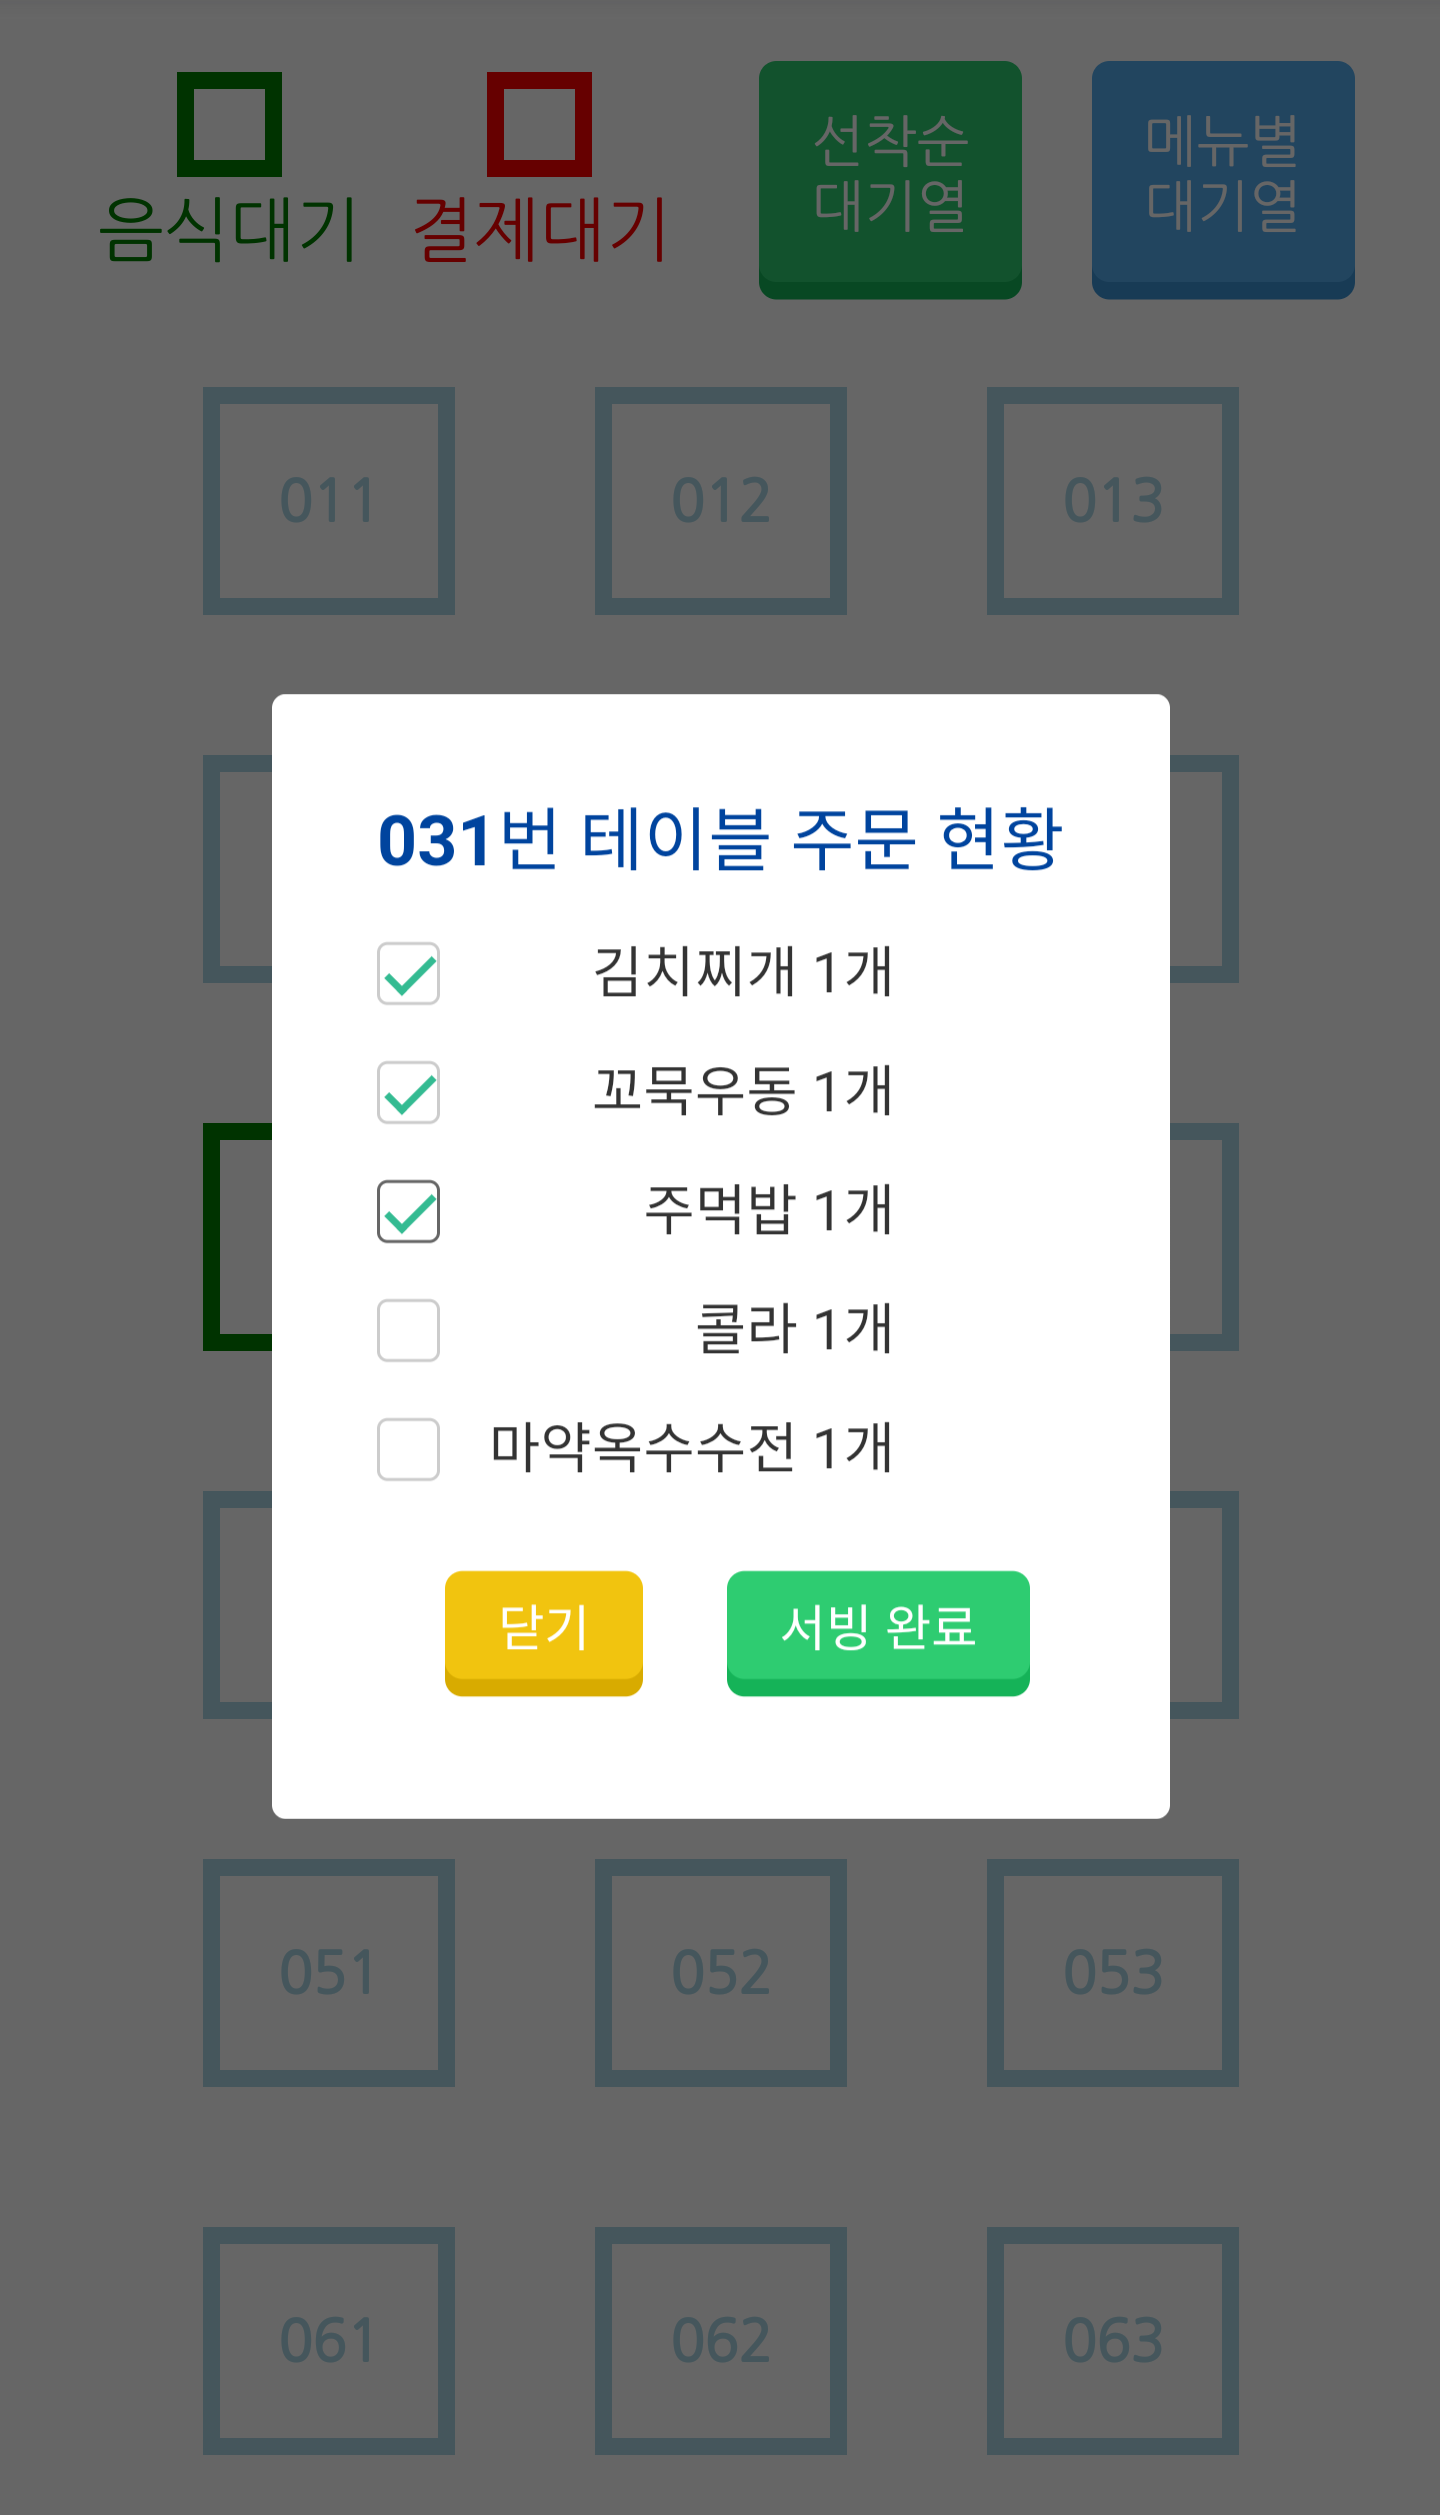 음식대기
결제대기
선착순
대기열
메뉴별
대기열
011
012
013
031번 테이블 주문 현황
김치찌개 1개
꼬묵우동 1개
주먹밥 1개
콜라 1개
마약옥수수전 1개
닫기
서빙 완료
051
052
053
061
062
063